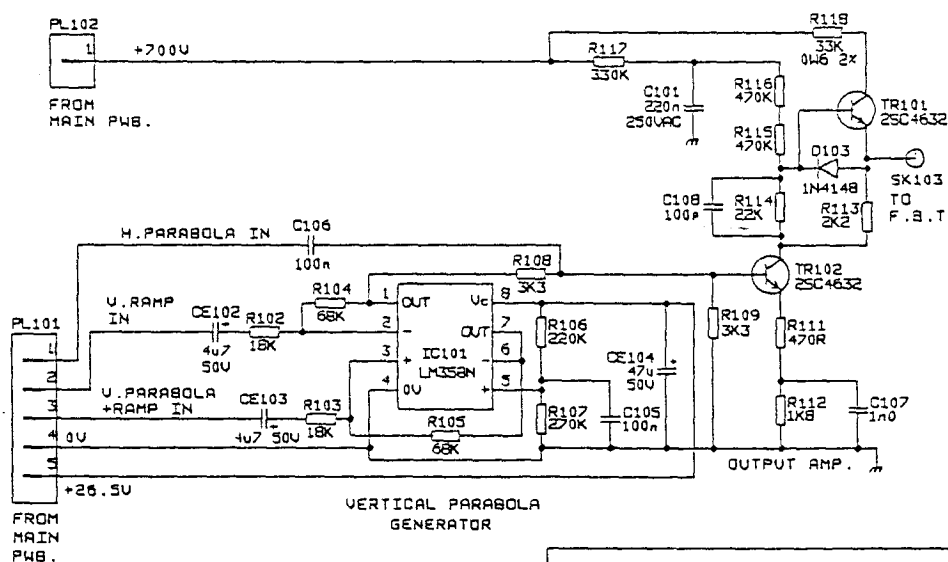 PL102
1
+700V
FROM
MAIN PWB.
R117
330K
R118
33K
0W6 2%
C101
220n
250VAC
R116
470K
R115
470K
TR101
2SC4632
D103
1N4148
SK103
TO
F.B.T
C108
100p
R114
22K
R113
2K2
H.PARABOLA IN
C106
100n
R108
3K3
TR102
2SC4632
V.RAMP
IN
CE102
4u7
50V
R102
18K
R104
68K
1
OUT
Vc
8
2
-
OUT
7
3
+
IC101
-
6
4
LM358N
0V
+
5
R106
220K
CE104
47u
50V
R109
3K3
R111
470R
PL101
1
2
3
4
5
V.PARABOLA
+RAMP IN
CE103
4u7 50V
R103
18K
R105
68K
R107
270K
C105
100n
R112
1K8
C107
1n0
0V
+26.5V
OUTPUT AMP.
VERTICAL PARABOLA
GENERATOR
FROM
MAIN
PWB.